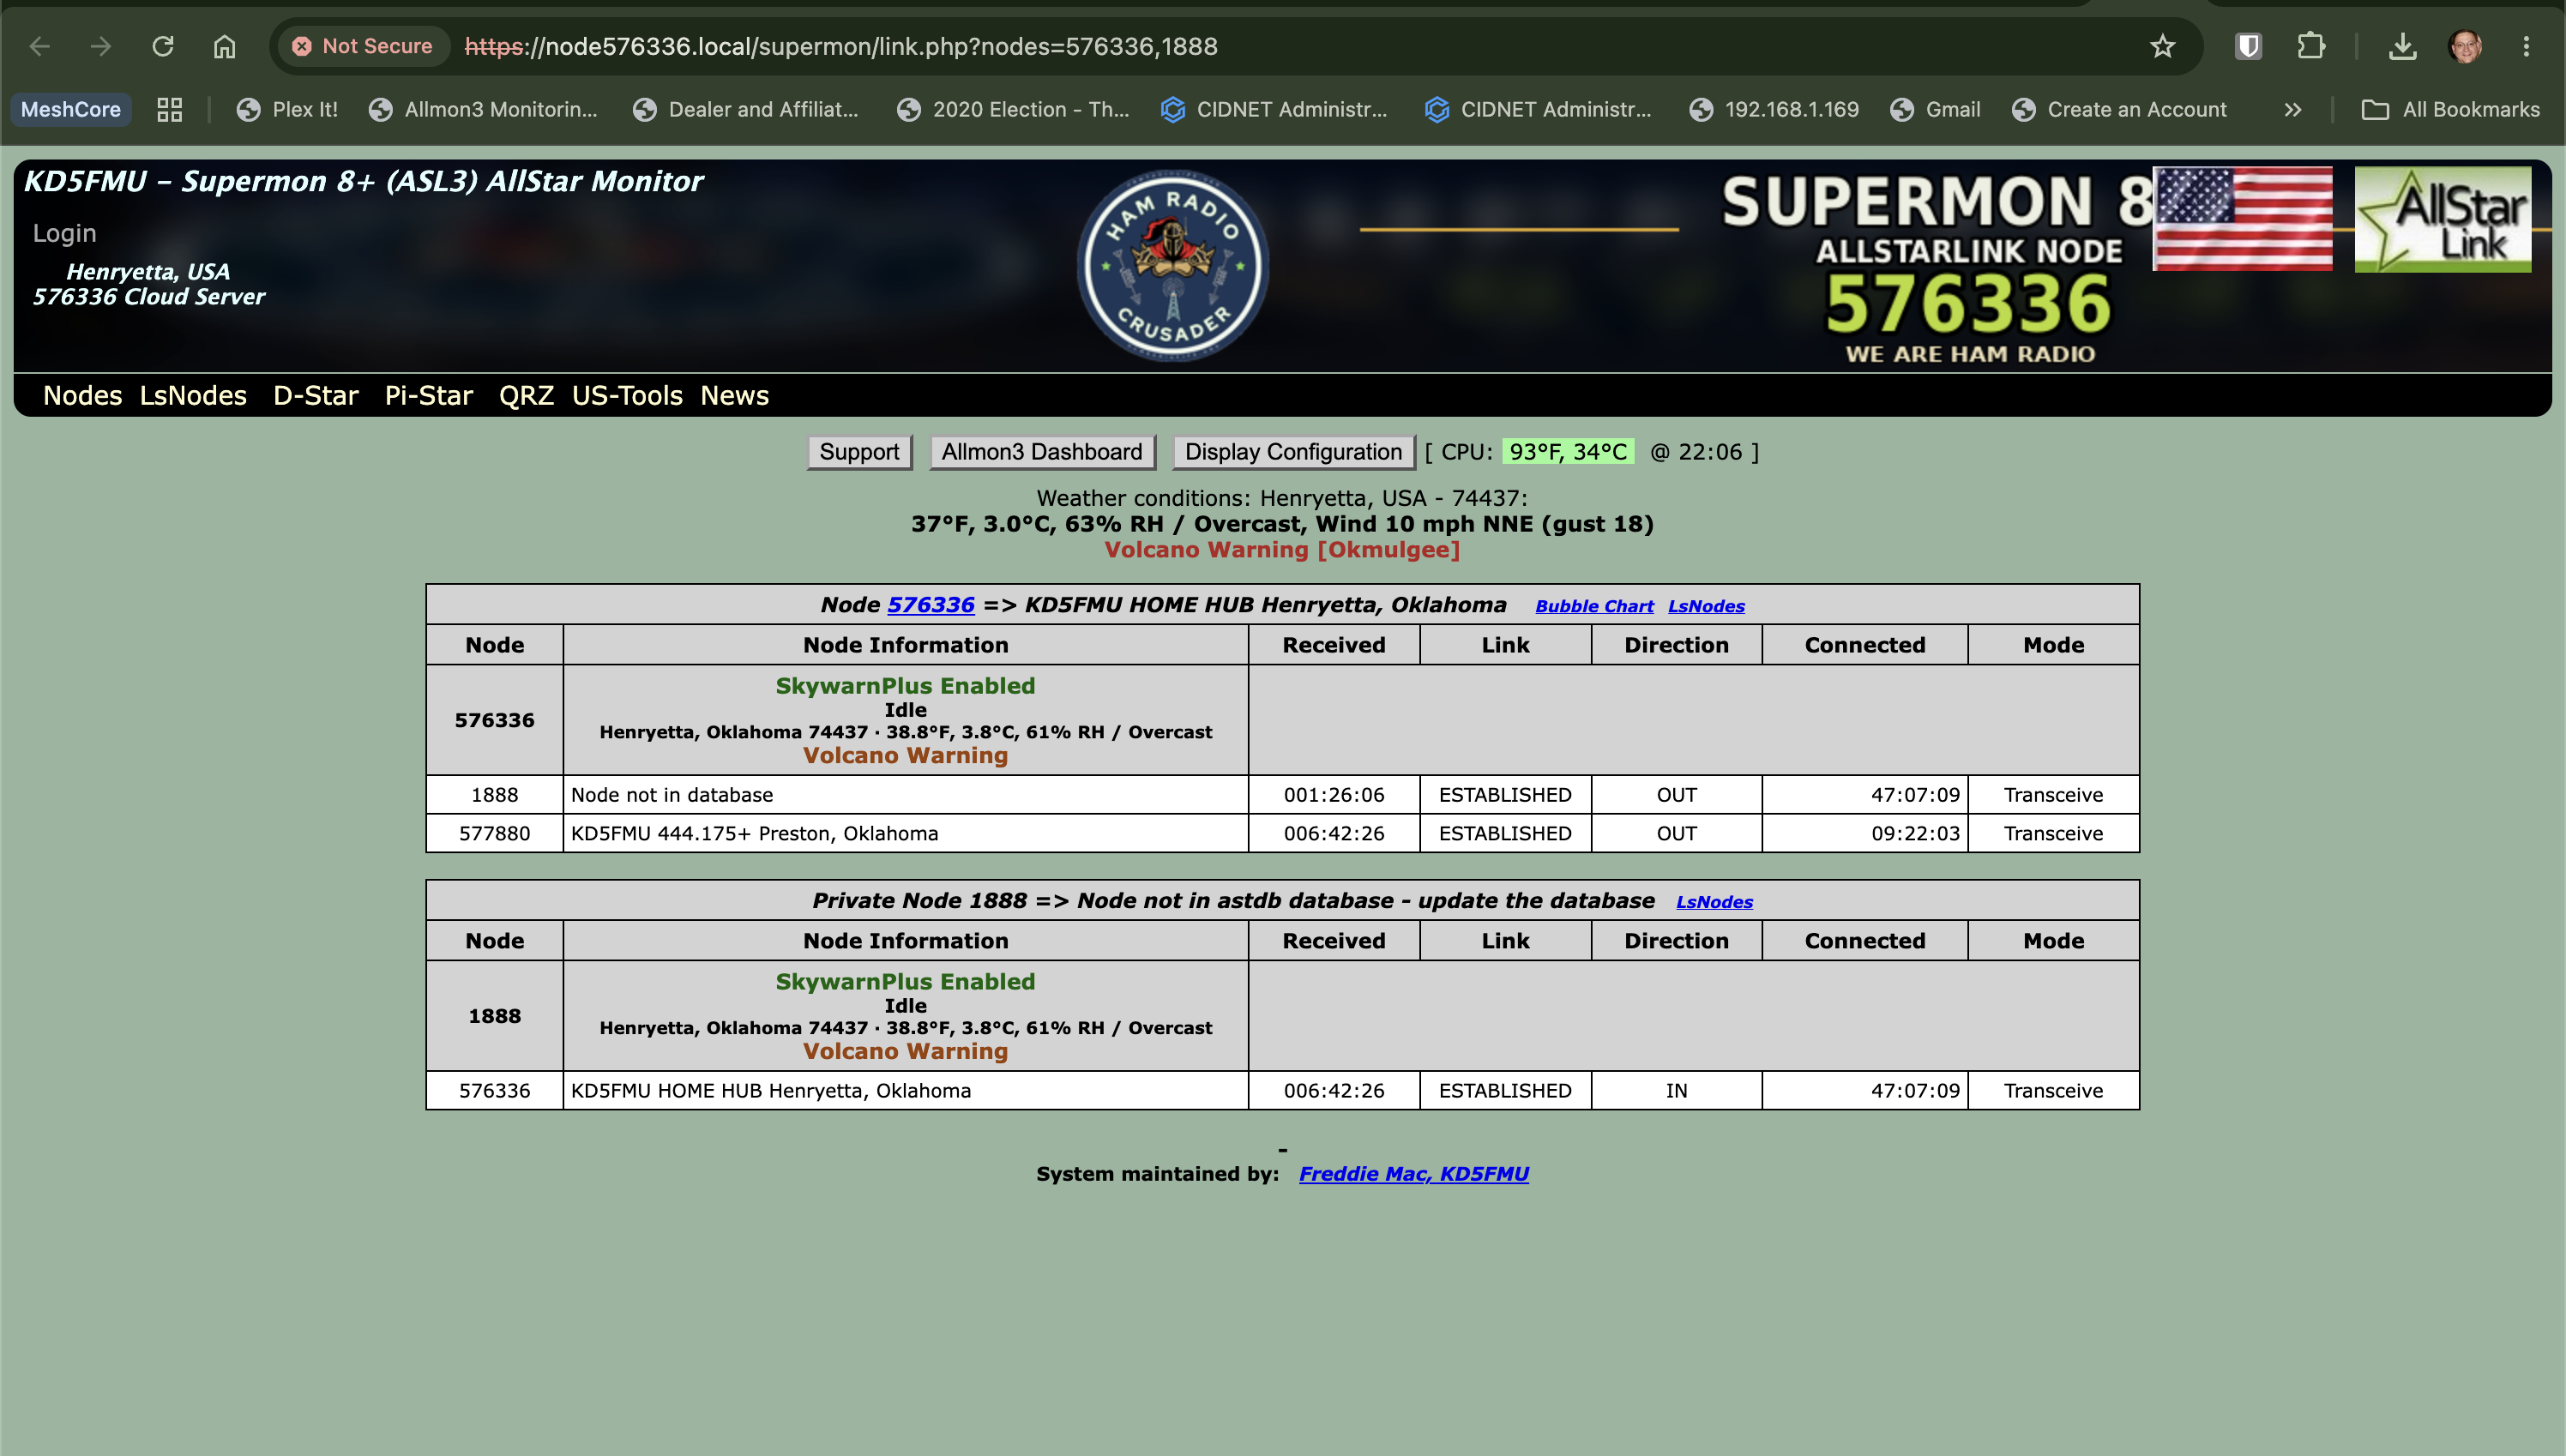 Not Secure https://node576336.local/supermon/link.php?nodes=576336,1888
MeshCore Plex It! Allmon3 Monitorin... Dealer and Affiliat... 2020 Election - Th... CIDNET Administr... CIDNET Administr... 192.168.1.169 Gmail Create an Account » All Bookmarks
KD5FMU – Supermon 8+ (ASL3) AllStar Monitor
Login
Henryetta, USA
576336 Cloud Server
HAM RADIO
CRUSADER
SUPERMON 8
ALLSTARLINK NODE
576336
WE ARE HAM RADIO
AllStar
Link
Nodes LsNodes D-Star Pi-Star QRZ US-Tools News
Support Allmon3 Dashboard Display Configuration [ CPU: 93°F, 34°C @ 22:06 ]
Weather conditions: Henryetta, USA - 74437:
37°F, 3.0°C, 63% RH / Overcast, Wind 10 mph NNE (gust 18)
Volcano Warning [Okmulgee]
Node 576336 => KD5FMU HOME HUB Henryetta, Oklahoma Bubble Chart LsNodes
Node Node Information Received Link Direction Connected Mode
SkywarnPlus Enabled
Idle
576336
Henryetta, Oklahoma 74437 · 38.8°F, 3.8°C, 61% RH / Overcast
Volcano Warning
1888 Node not in database 001:26:06 ESTABLISHED OUT 47:07:09 Transceive
577880 KD5FMU 444.175+ Preston, Oklahoma 006:42:26 ESTABLISHED OUT 09:22:03 Transceive
Private Node 1888 => Node not in astdb database - update the database LsNodes
Node Node Information Received Link Direction Connected Mode
SkywarnPlus Enabled
Idle
1888
Henryetta, Oklahoma 74437 · 38.8°F, 3.8°C, 61% RH / Overcast
Volcano Warning
576336 KD5FMU HOME HUB Henryetta, Oklahoma 006:42:26 ESTABLISHED IN 47:07:09 Transceive
-
System maintained by: Freddie Mac, KD5FMU